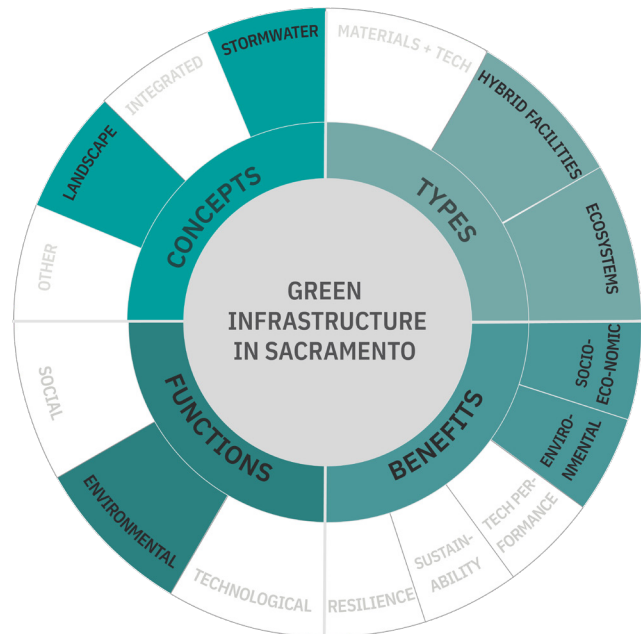 GREEN
INFRASTRUCTURE
IN SACRAMENTO
CONCEPTS
OTHER
LANDSCAPE
INTEGRATED
STORMWATER
TYPES
MATERIALS + TECH
HYBRID FACILITIES
ECOSYSTEMS
BENEFITS
SOCIO-
ECO-NOMIC
ENVIRO-
NMENTAL
TECH PER-
FORMANCE
SUSTAIN-
ABILITY
RESILIENCE
FUNCTIONS
TECHNOLOGICAL
ENVIRONMENTAL
SOCIAL